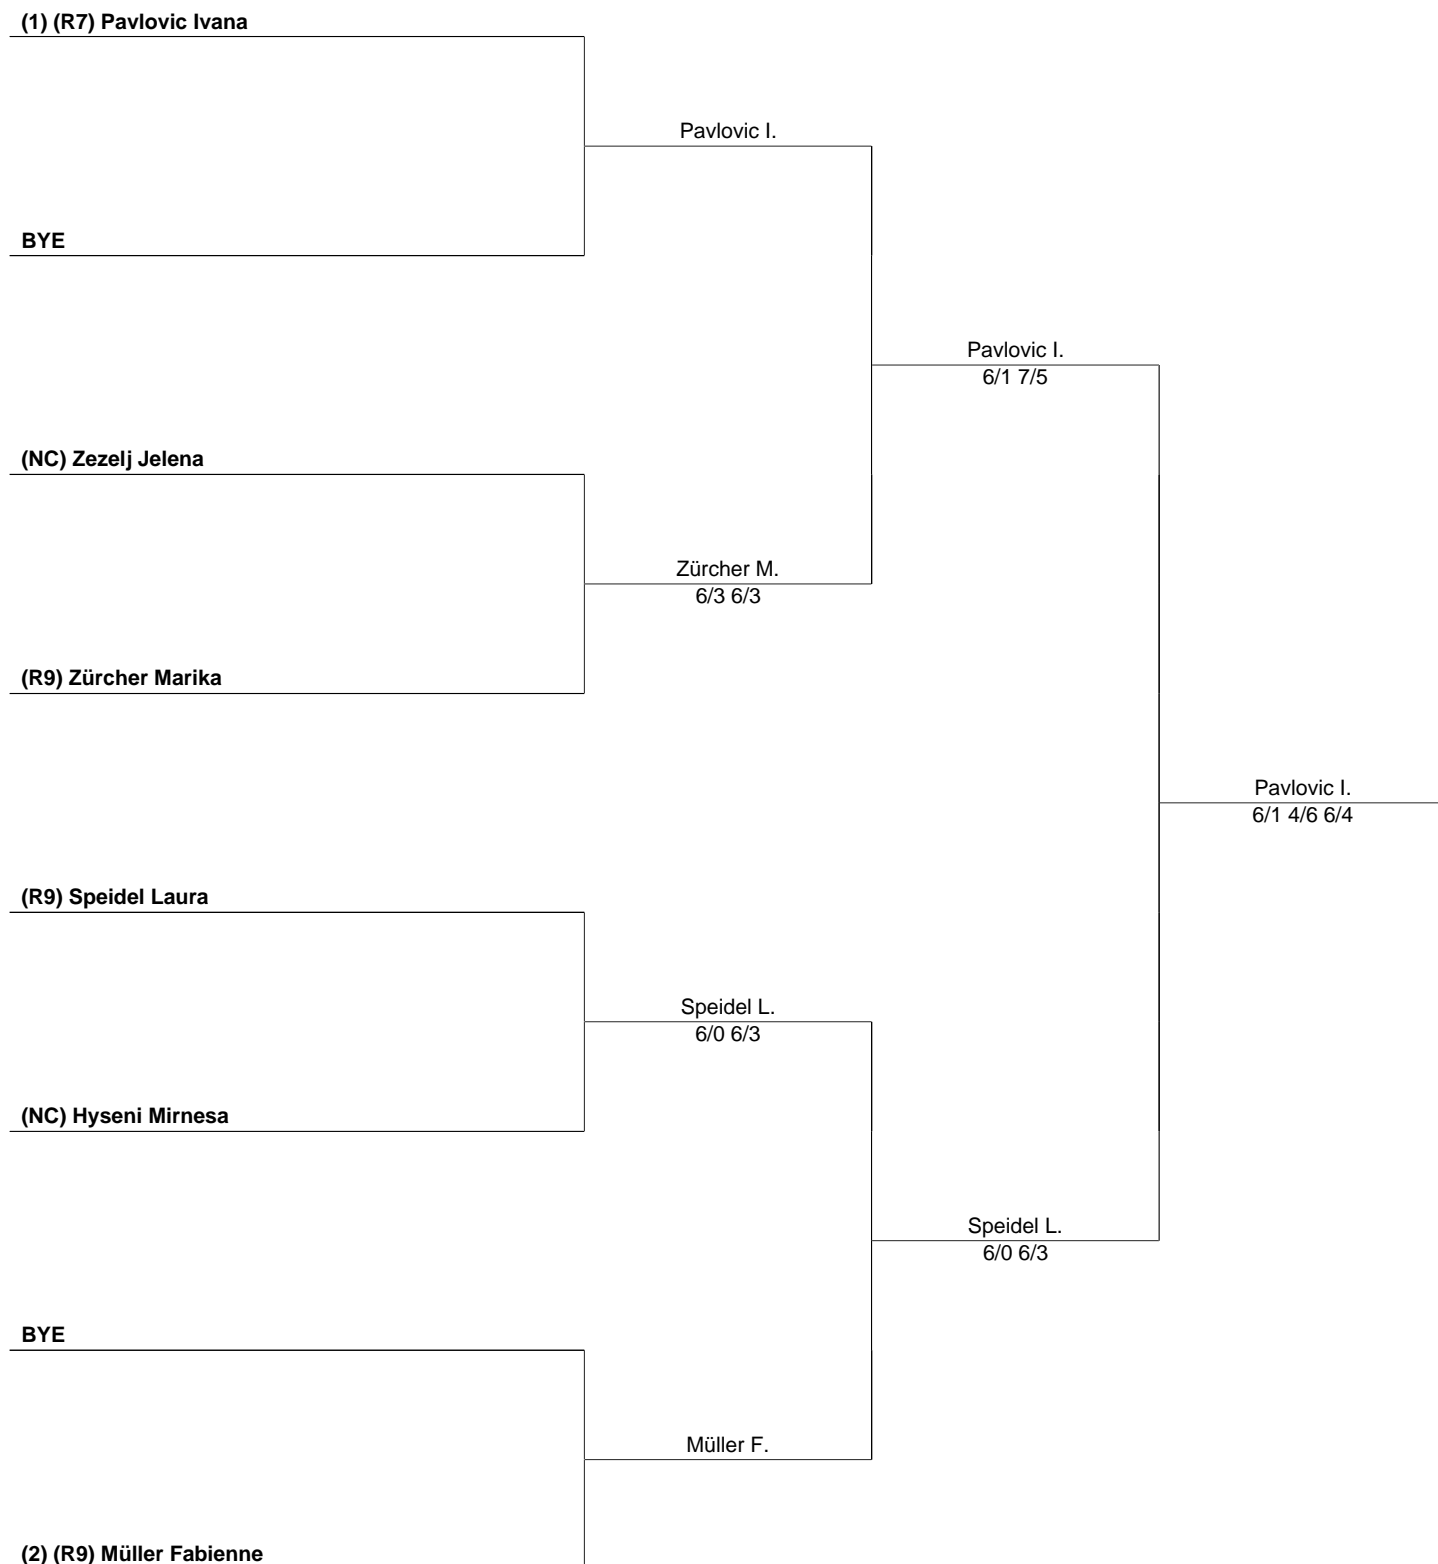 (1) (R7) Pavlovic Ivana
Pavlovic I.
BYE
Pavlovic I.
6/1 7/5
(NC) Zezelj Jelena
Zürcher M.
6/3 6/3
(R9) Zürcher Marika
Pavlovic I.
6/1 4/6 6/4
(R9) Speidel Laura
Speidel L.
6/0 6/3
(NC) Hyseni Mirnesa
Speidel L.
6/0 6/3
BYE
Müller F.
(2) (R9) Müller Fabienne